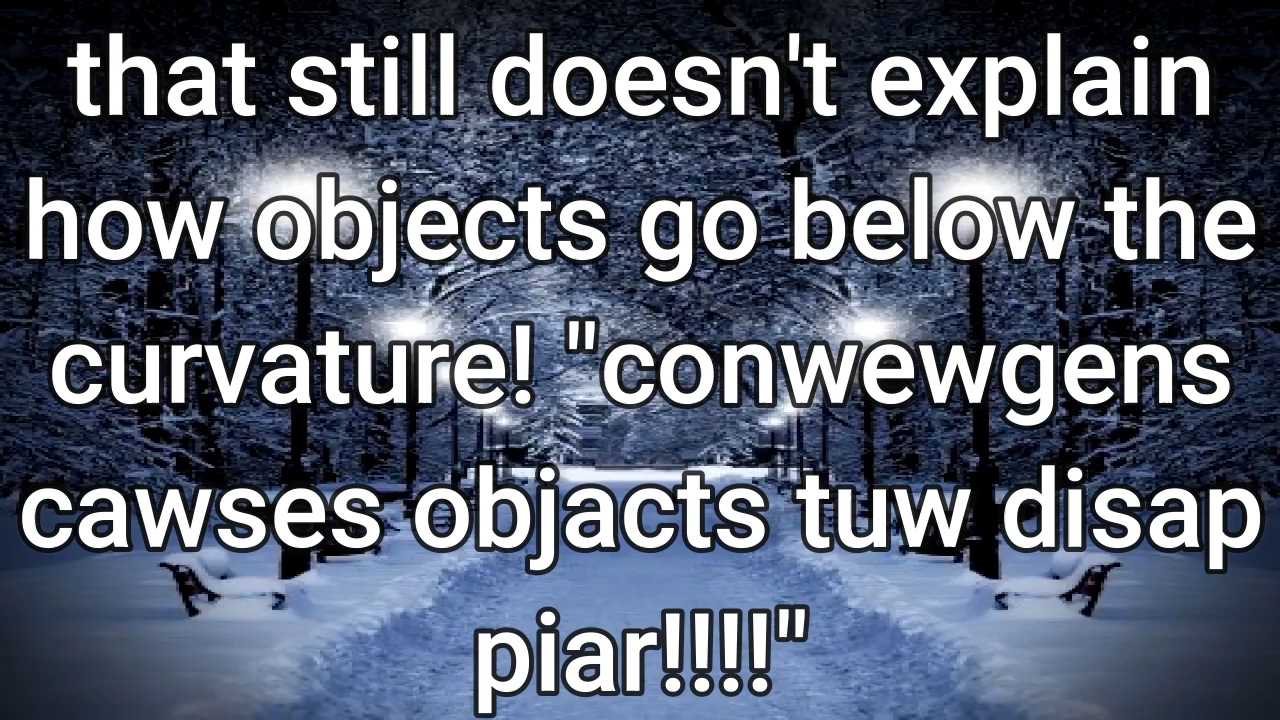 that still doesn't explain
how objects go below the
curvature! "conwewgens
cawses objacts tuw disap
piar!!!!"